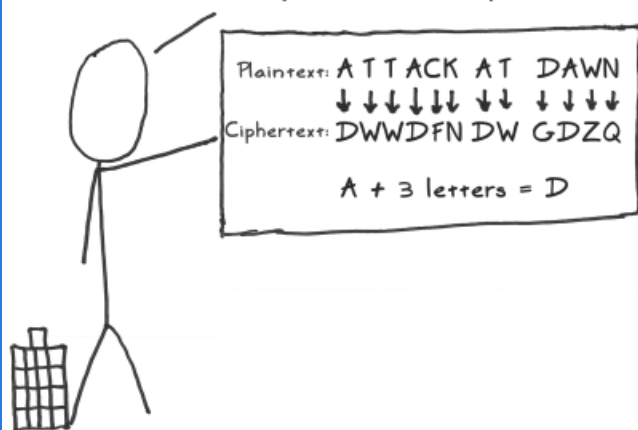 Plaintext: ATTACK AT DAWN
Ciphertext: DWWDFN DW GDZQ
A + 3 letters = D